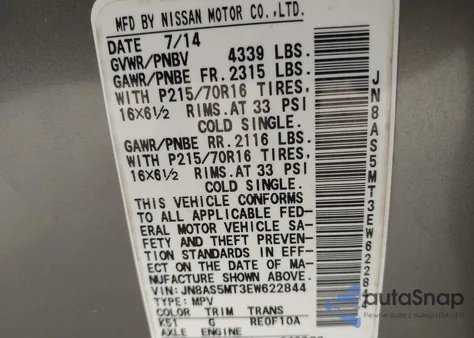 MFD BY NISSAN MOTOR CO.,LTD.
DATE 7/14
GVWR/PNBV 4339 LBS.
GAWR/PNBE FR. 2315 LBS.
WITH P215/70R16 TIRES,
16X6½ RIMS. AT 33 PSI
COLD SINGLE.
GAWR/PNBE RR. 2116 LBS.
WITH P215/70R16 TIRES,
16X6½ RIMS. AT 33 PSI
COLD SINGLE.
THIS VEHICLE CONFORMS
TO ALL APPLICABLE FED-
ERAL MOTOR VEHICLE SA-
FETY AND THEFT PREVEN-
TION STANDARDS IN EFF-
ECT ON THE DATE OF MA-
NUFACTURE SHOWN ABOVE.
VIN:JN8AS5MT3EW622844
TYPE:MPV
COLOR TRIM TRANS
K51 G RE0F10A
AXLE ENGINE
JN8AS5MT3EW6228
autaSnap